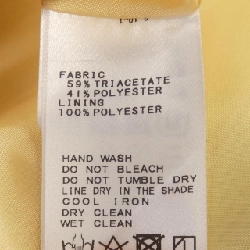 FABRIC
59% TRIACETATE
41% POLYESTER
LINING
100% POLYESTER
HAND WASH
DO NOT BLEACH
DO NOT TUMBLE DRY
LINE DRY IN THE SHADE
COOL IRON
DRY CLEAN
WET CLEAN